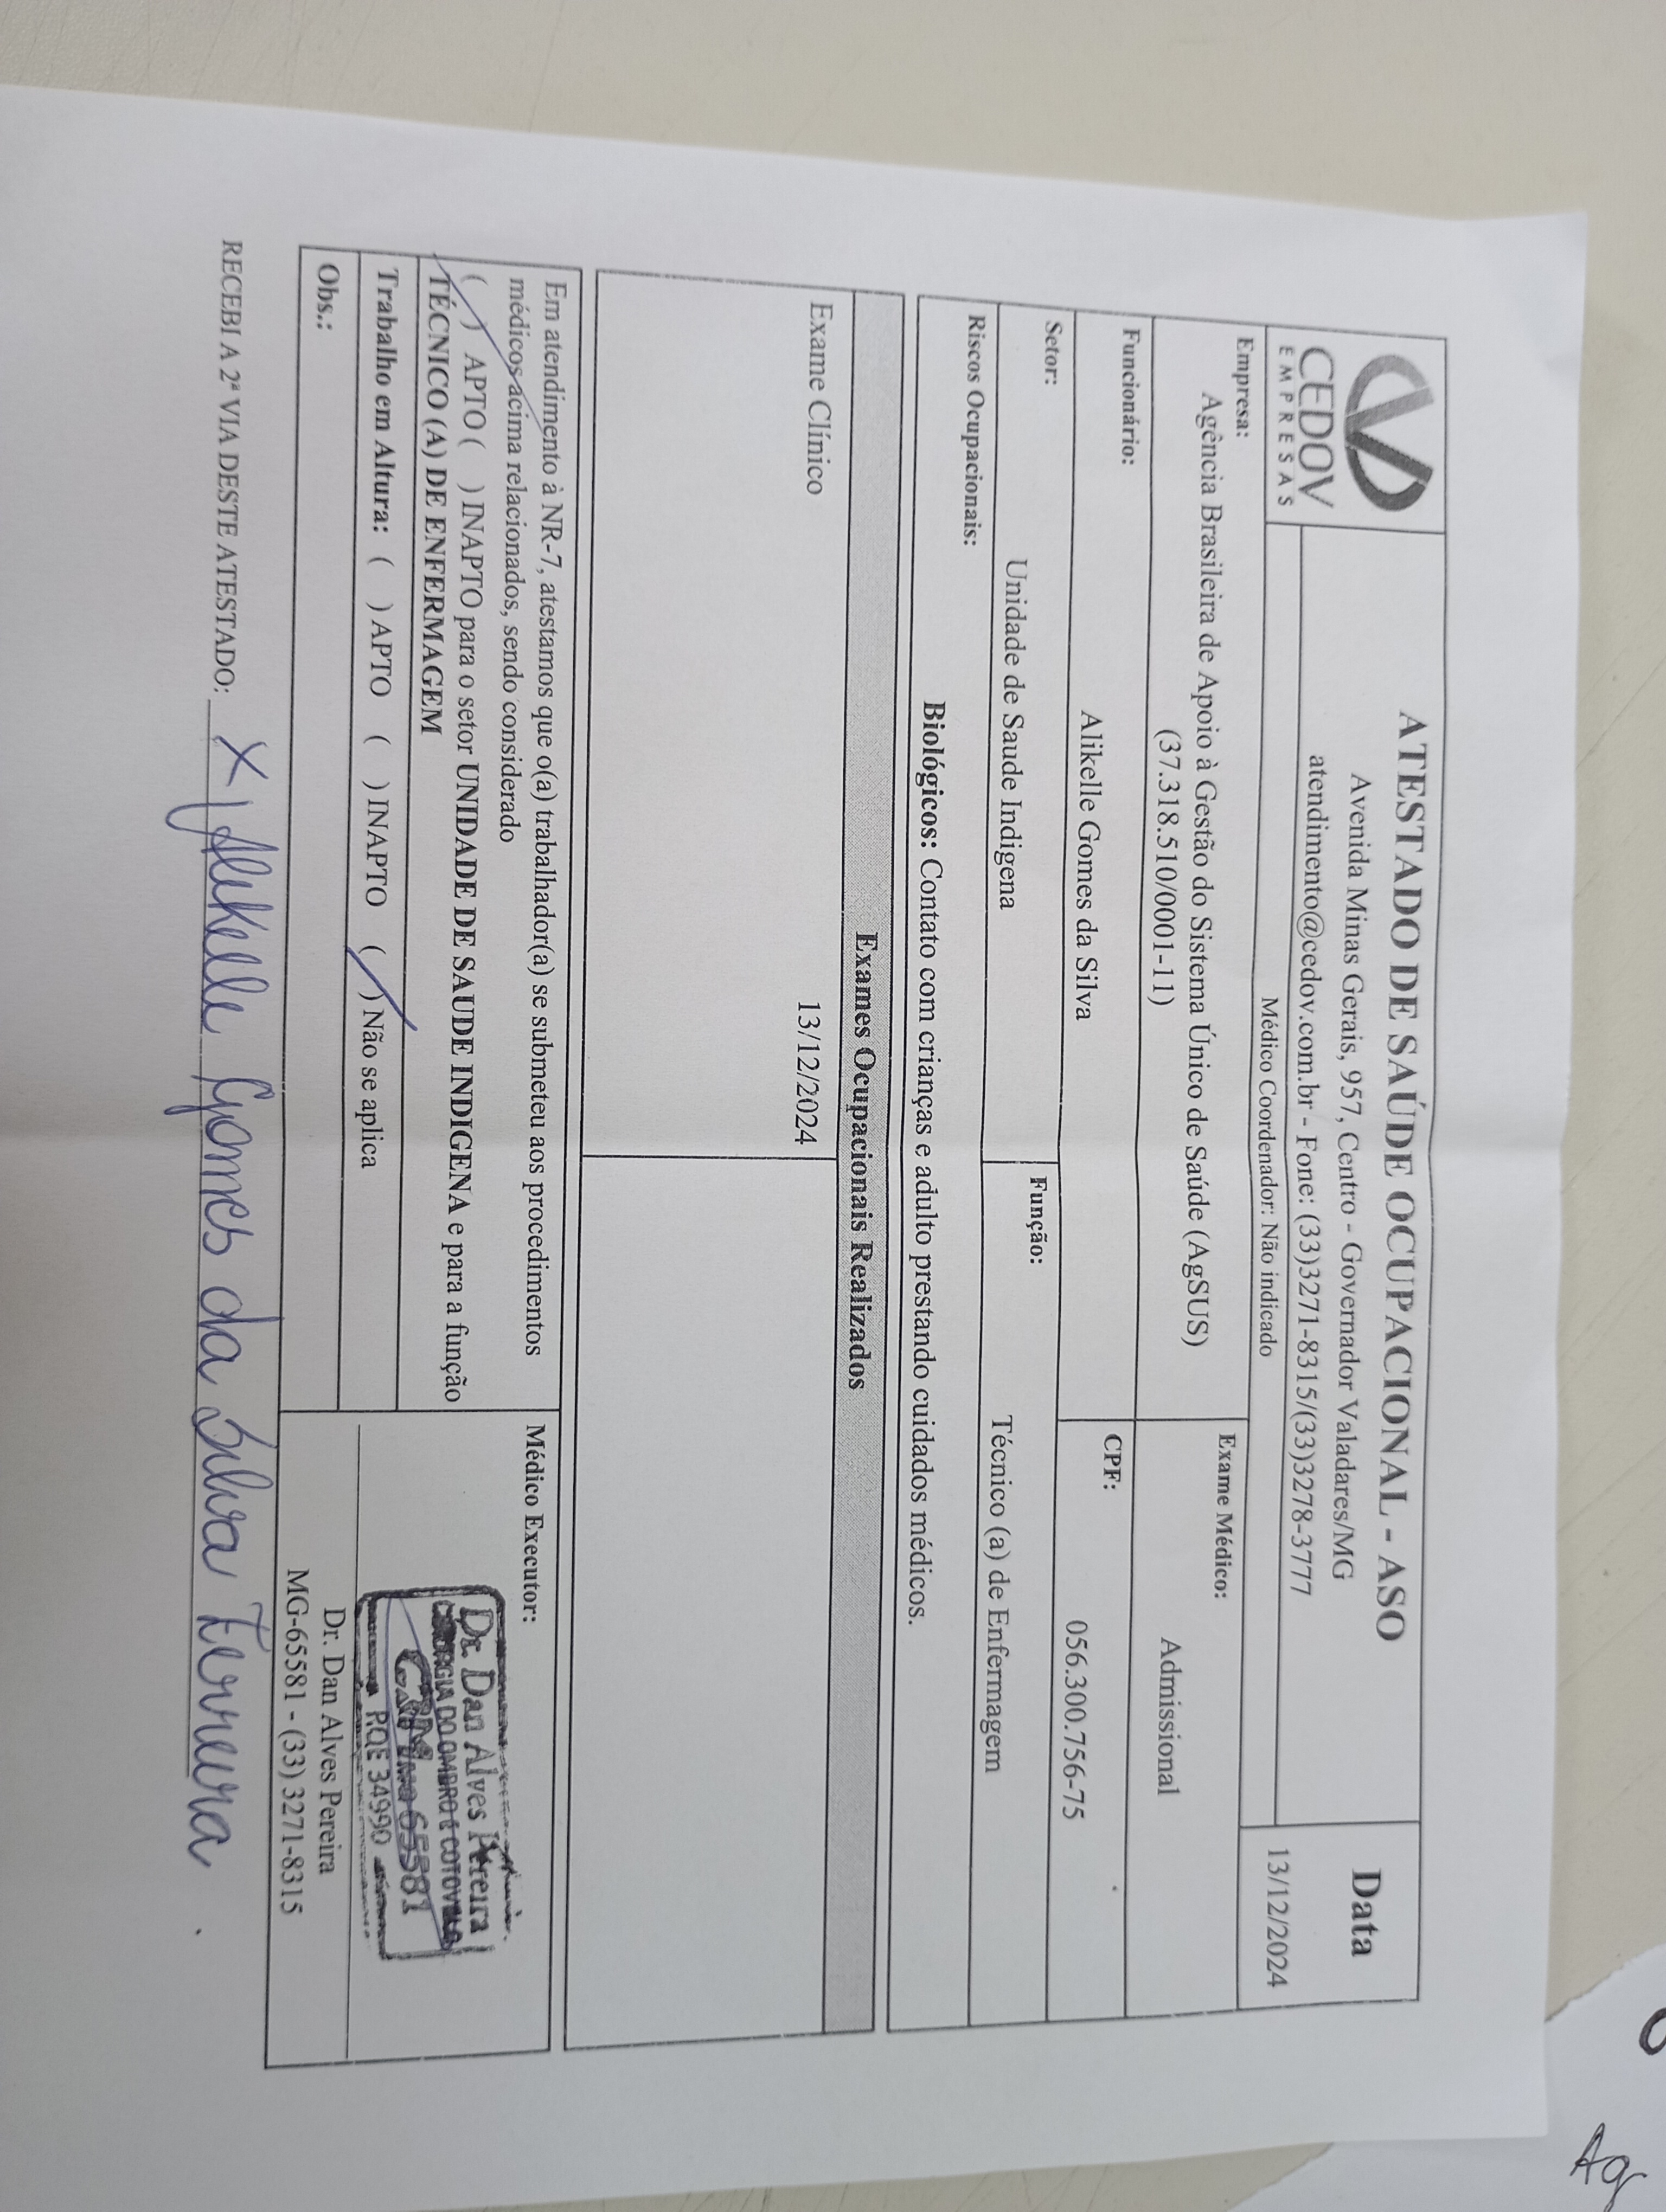 CEDOV
EMPRESAS
ATESTADO DE SAÚDE OCUPACIONAL - ASO
Avenida Minas Gerais, 957, Centro - Governador Valadares/MG
atendimento@cedov.com.br - Fone: (33)3271-8315/(33)3278-3777
Médico Coordenador: Não indicado
Data
13/12/2024
Empresa:
Agência Brasileira de Apoio à Gestão do Sistema Único de Saúde (AgSUS)
(37.318.510/0001-11)
Exame Médico:
Admissional
Funcionário:
Alikelle Gomes da Silva
CPF:
056.300.756-75
Setor:
Unidade de Saude Indigena
Função:
Técnico (a) de Enfermagem
Riscos Ocupacionais:
Biológicos: Contato com crianças e adulto prestando cuidados médicos.
Exames Ocupacionais Realizados
Exame Clínico 13/12/2024
Em atendimento à NR-7, atestamos que o(a) trabalhador(a) se submeteu aos procedimentos
médicos acima relacionados, sendo considerado
(/) APTO ( ) INAPTO para o setor UNIDADE DE SAUDE INDIGENA e para a função
TÉCNICO (A) DE ENFERMAGEM
Trabalho em Altura: ( ) APTO ( ) INAPTO (/) Não se aplica
Obs.:
Médico Executor:
Dr. Dan Alves Pereira
CIRURGIA DO OMBRO E COTOVELO
CRM MG 65581
RQE 34990
Dr. Dan Alves Pereira
MG-65581 - (33) 3271-8315
RECEBI A 2ª VIA DESTE ATESTADO: X Alikelle Gomes da Silva Ferreira
Ag